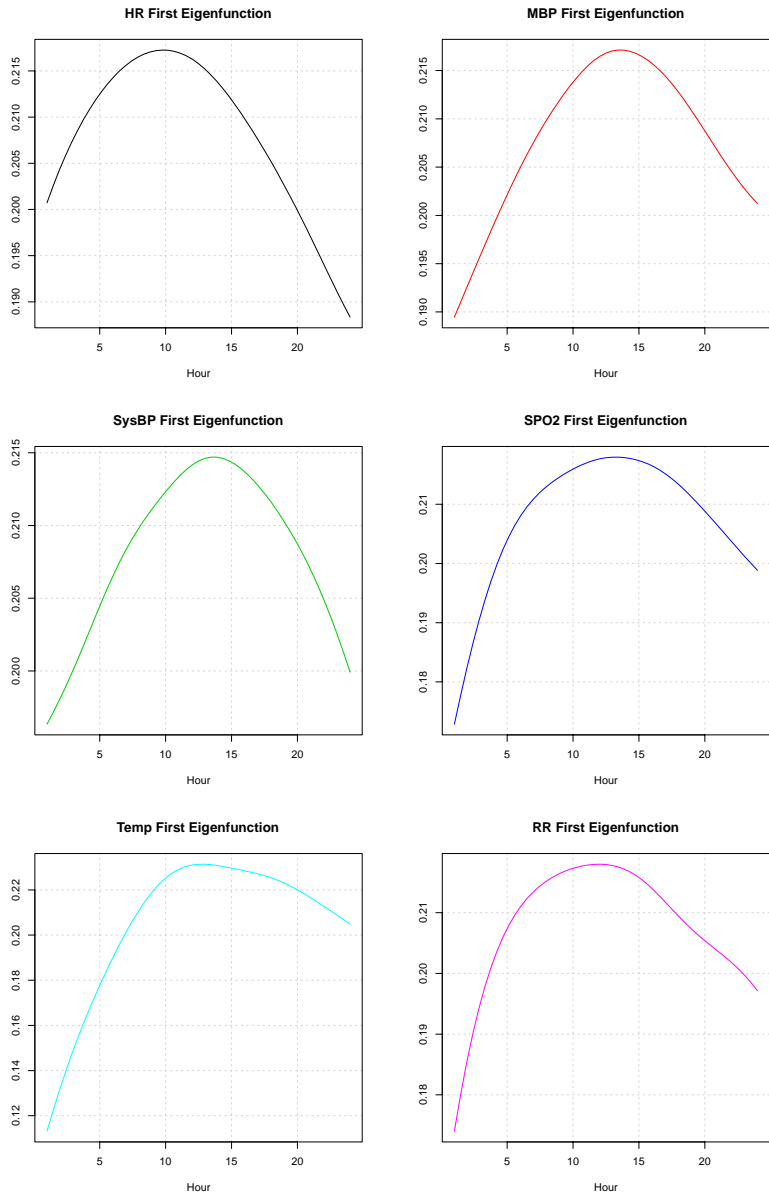 HR First Eigenfunction
0.190 0.195 0.200 0.205 0.210 0.215
5 10 15 20
Hour
MBP First Eigenfunction
0.190 0.195 0.200 0.205 0.210 0.215
5 10 15 20
Hour
SysBP First Eigenfunction
0.200 0.205 0.210 0.215
5 10 15 20
Hour
SPO2 First Eigenfunction
0.18 0.19 0.20 0.21
5 10 15 20
Hour
Temp First Eigenfunction
0.12 0.14 0.16 0.18 0.20 0.22
5 10 15 20
Hour
RR First Eigenfunction
0.18 0.19 0.20 0.21
5 10 15 20
Hour